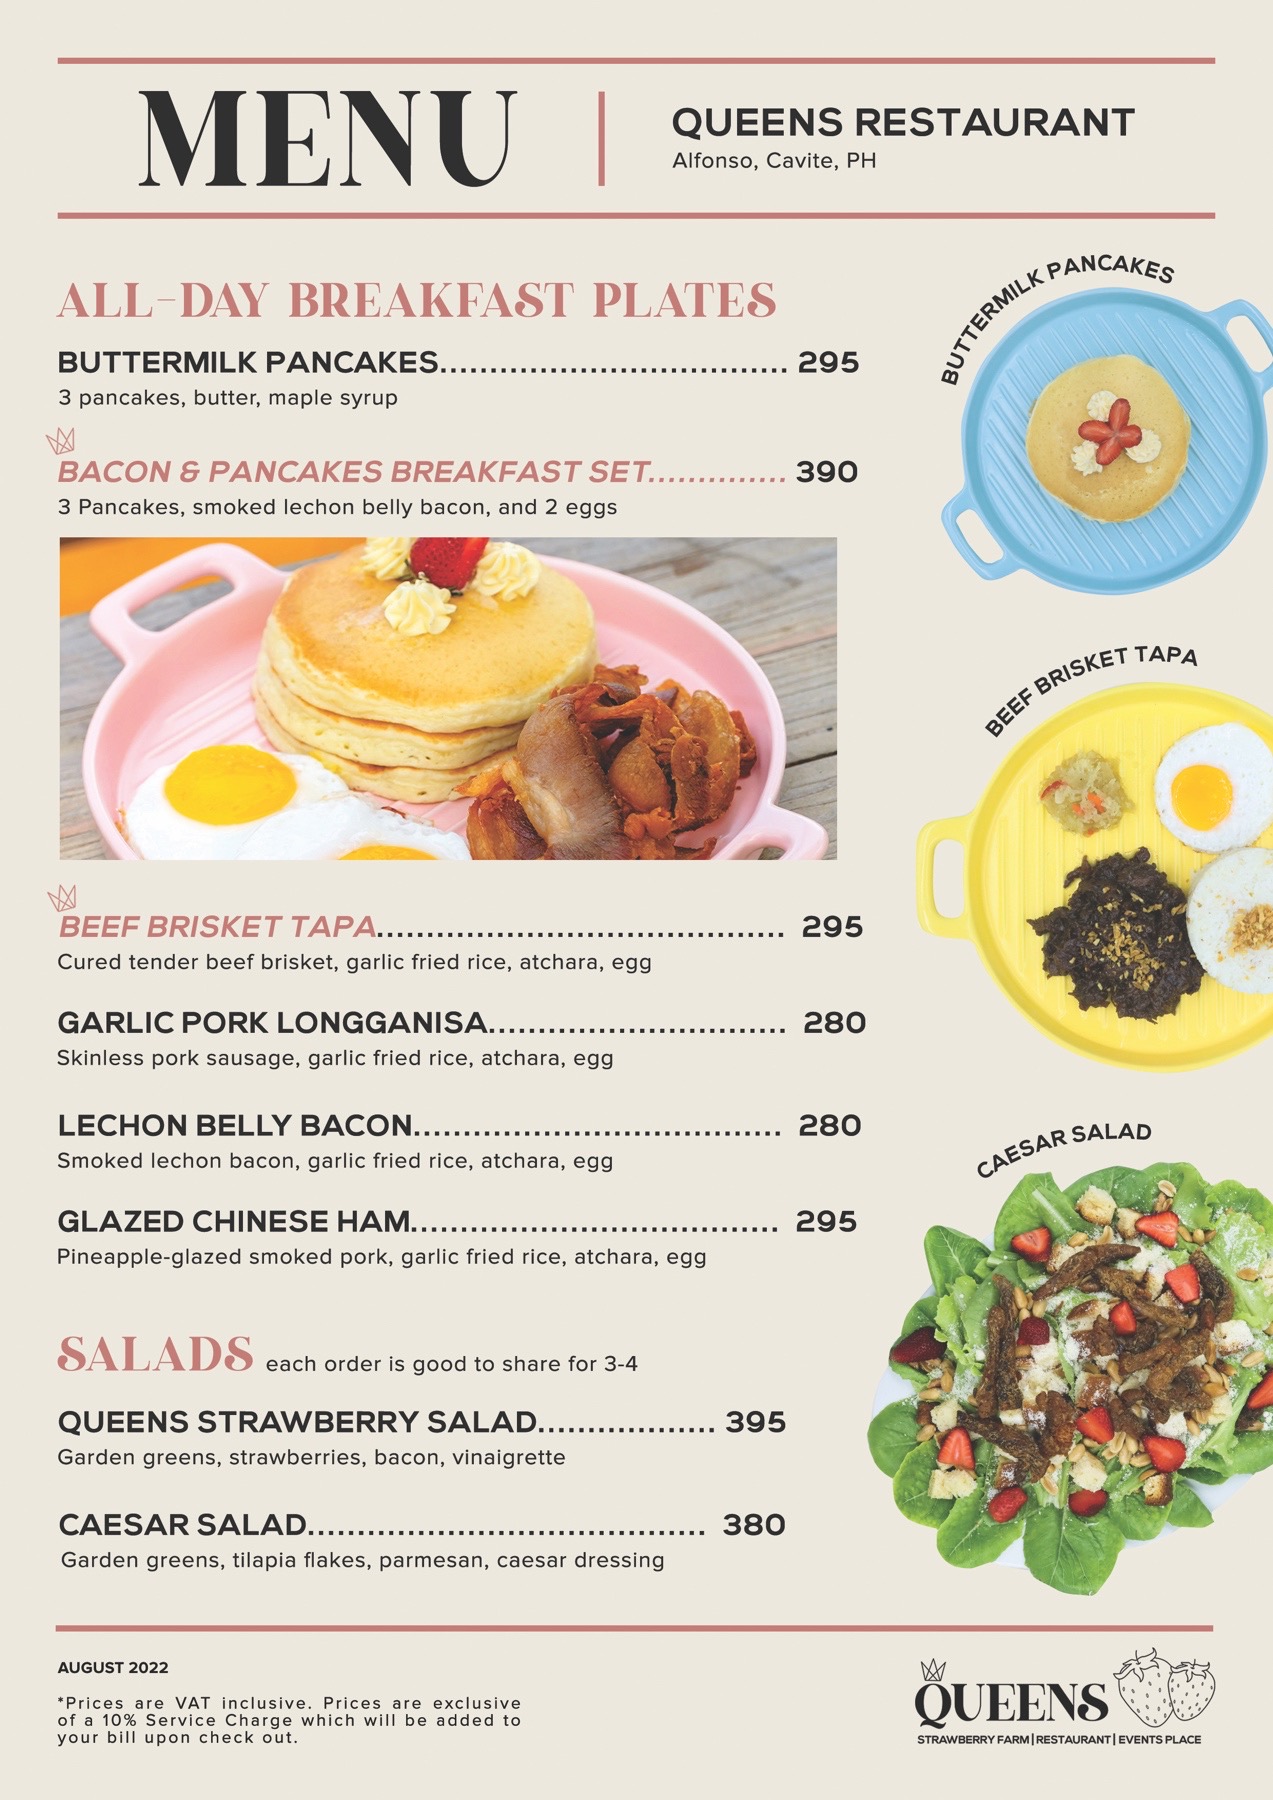 MENU
QUEENS RESTAURANT
Alfonso, Cavite, PH
ALL-DAY BREAKFAST PLATES
BUTTERMILK PANCAKES................................... 295
3 pancakes, butter, maple syrup
BACON & PANCAKES BREAKFAST SET.............. 390
3 Pancakes, smoked lechon belly bacon, and 2 eggs
BEEF BRISKET TAPA......................................... 295
Cured tender beef brisket, garlic fried rice, atchara, egg
GARLIC PORK LONGGANISA.............................. 280
Skinless pork sausage, garlic fried rice, atchara, egg
LECHON BELLY BACON..................................... 280
Smoked lechon bacon, garlic fried rice, atchara, egg
GLAZED CHINESE HAM..................................... 295
Pineapple-glazed smoked pork, garlic fried rice, atchara, egg
SALADS each order is good to share for 3-4
QUEENS STRAWBERRY SALAD.................. 395
Garden greens, strawberries, bacon, vinaigrette
CAESAR SALAD........................................ 380
Garden greens, tilapia flakes, parmesan, caesar dressing
BUTTERMILK PANCAKES
BEEF BRISKET TAPA
CAESAR SALAD
AUGUST 2022
*Prices are VAT inclusive. Prices are exclusive
of a 10% Service Charge which will be added to
your bill upon check out.
QUEENS
STRAWBERRY FARM|RESTAURANT|EVENTS PLACE